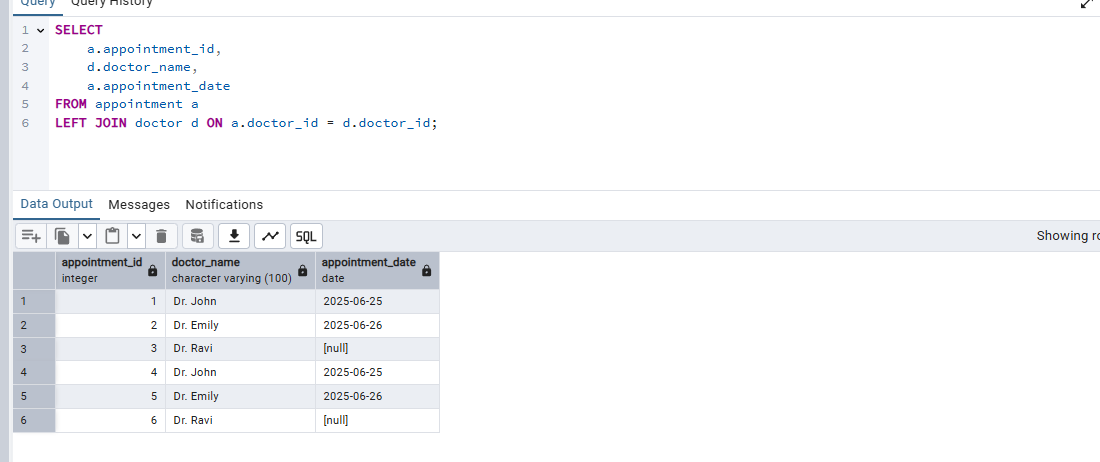 Query Query History
1 SELECT
2 a.appointment_id,
3 d.doctor_name,
4 a.appointment_date
5 FROM appointment a
6 LEFT JOIN doctor d ON a.doctor_id = d.doctor_id;
Data Output Messages Notifications
SQL Showing
appointment_id doctor_name appointment_date
integer character varying (100) date
1 1 Dr. John 2025-06-25
2 2 Dr. Emily 2025-06-26
3 3 Dr. Ravi [null]
4 4 Dr. John 2025-06-25
5 5 Dr. Emily 2025-06-26
6 6 Dr. Ravi [null]